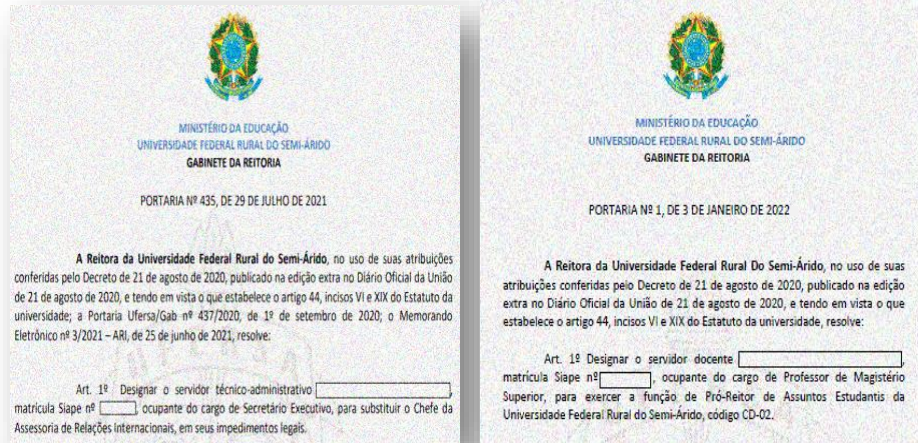 MINISTÉRIO DA EDUCAÇÃO
UNIVERSIDADE FEDERAL RURAL DO SEMI-ÁRIDO
GABINETE DA REITORIA
PORTARIA Nº 435, DE 29 DE JULHO DE 2021
A Reitora da Universidade Federal Rural do Semi-Árido, no uso de suas atribuições
conferidas pelo Decreto de 21 de agosto de 2020, publicado na edição extra no Diário Oficial da União
de 21 de agosto de 2020, e tendo em vista o que estabelece o artigo 44, incisos VI e XIX do Estatuto da
universidade; a Portaria Ufersa/Gab nº 437/2020, de 1º de setembro de 2020; o Memorando
Eletrônico nº 3/2021 – ARI, de 25 de junho de 2021, resolve:
Art. 1º Designar o servidor técnico-administrativo ,
matrícula Siape nº , ocupante do cargo de Secretário Executivo, para substituir o Chefe da
Assessoria de Relações Internacionais, em seus impedimentos legais.
MINISTÉRIO DA EDUCAÇÃO
UNIVERSIDADE FEDERAL RURAL DO SEMI-ÁRIDO
GABINETE DA REITORIA
PORTARIA Nº 1, DE 3 DE JANEIRO DE 2022
A Reitora da Universidade Federal Rural Do Semi-Árido, no uso de suas
atribuições conferidas pelo Decreto de 21 de agosto de 2020, publicado na edição
extra no Diário Oficial da União de 21 de agosto de 2020, e tendo em vista o que
estabelece o artigo 44, incisos VI e XIX do Estatuto da universidade, resolve:
Art. 1º Designar o servidor docente ,
matrícula Siape nº , ocupante do cargo de Professor de Magistério
Superior, para exercer a função de Pró-Reitor de Assuntos Estudantis da
Universidade Federal Rural do Semi-Árido, código CD-02.